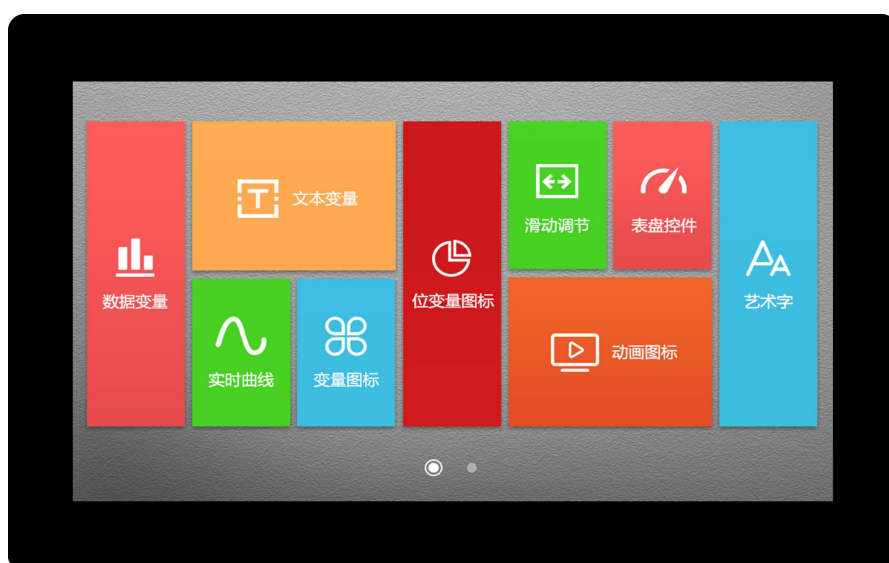 数据变量
文本变量
实时曲线
变量图标
位变量图标
滑动调节
表盘控件
动画图标
艺术字